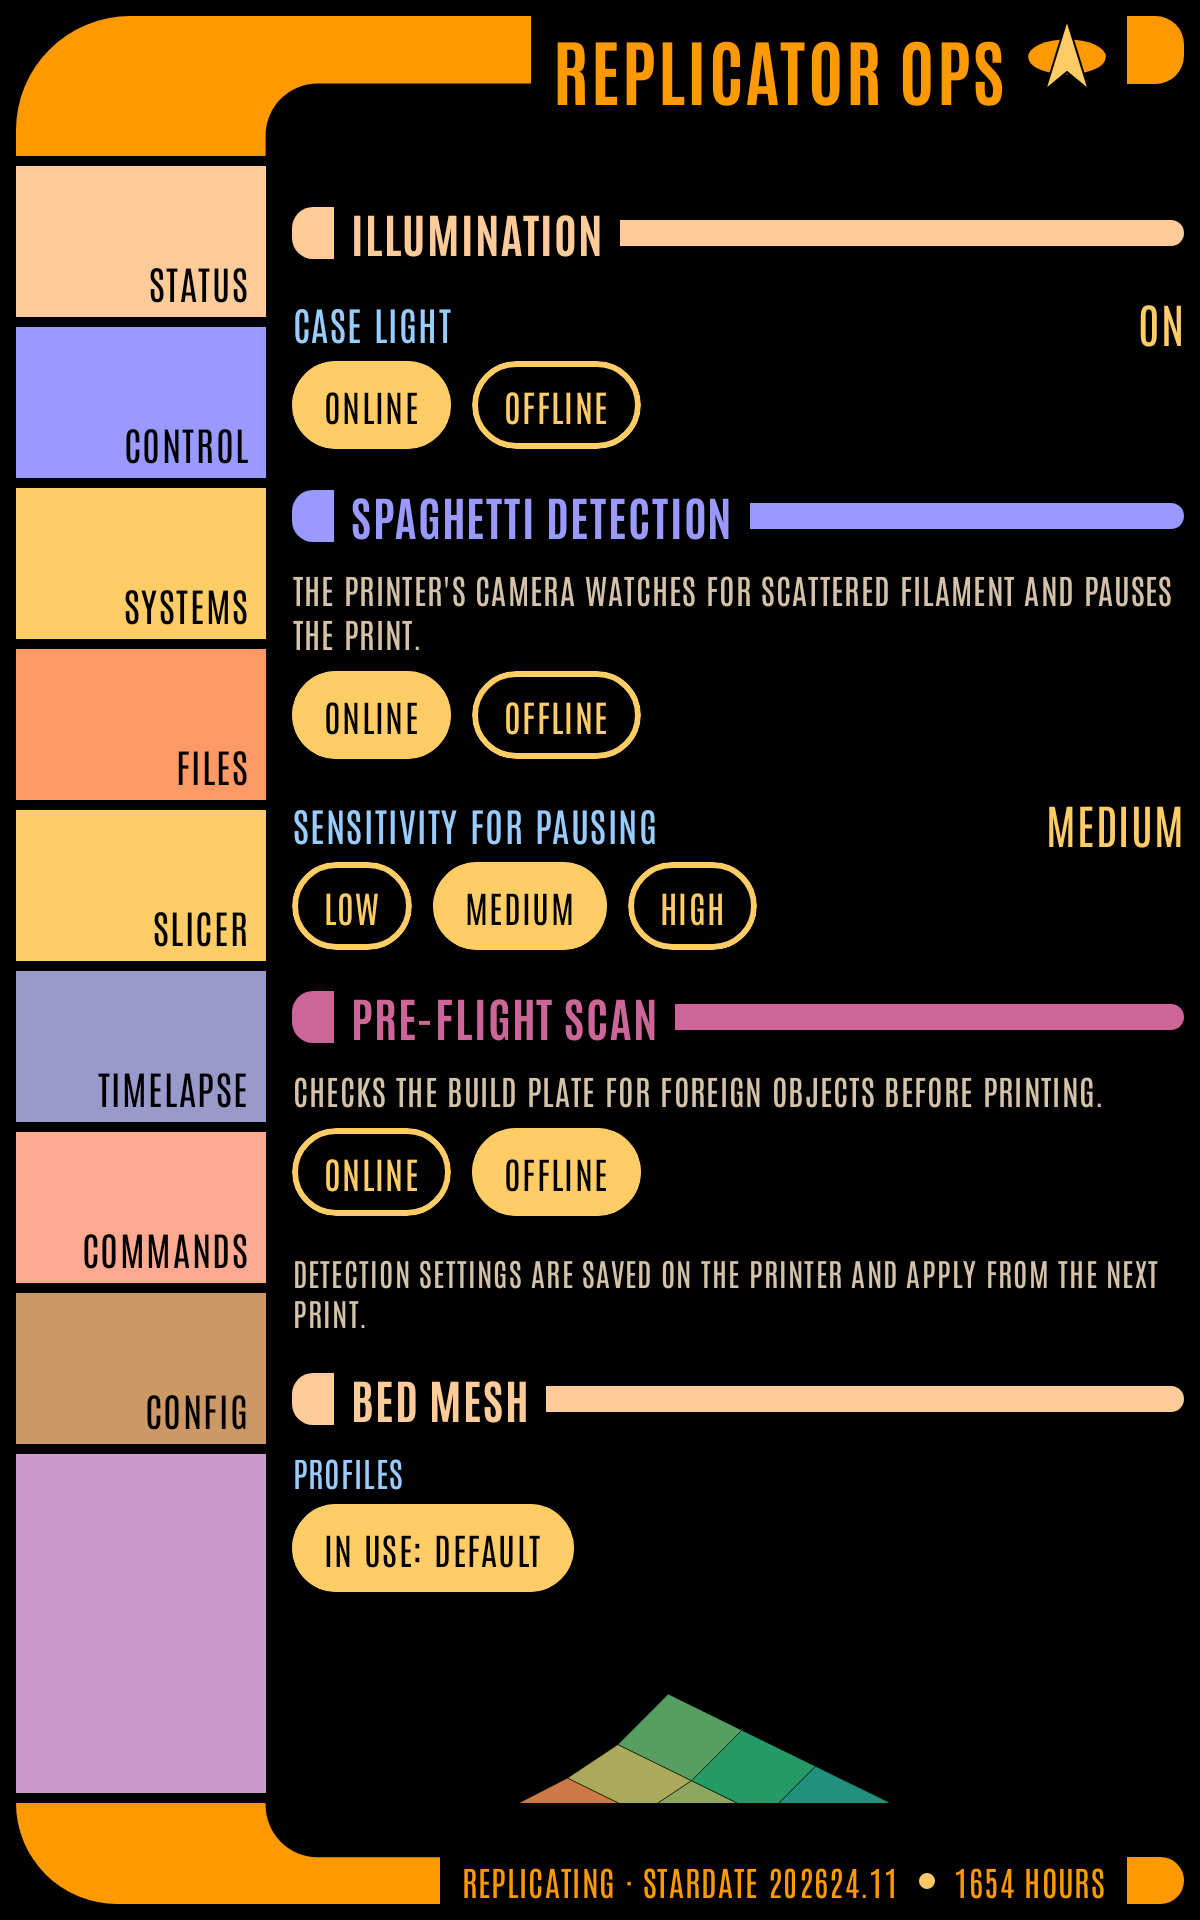 REPLICATOR OPS
STATUS
CONTROL
SYSTEMS
FILES
SLICER
TIMELAPSE
COMMANDS
CONFIG
ILLUMINATION
CASE LIGHT ON
ONLINE OFFLINE
SPAGHETTI DETECTION
THE PRINTER'S CAMERA WATCHES FOR SCATTERED FILAMENT AND PAUSES
THE PRINT.
ONLINE OFFLINE
SENSITIVITY FOR PAUSING MEDIUM
LOW MEDIUM HIGH
PRE-FLIGHT SCAN
CHECKS THE BUILD PLATE FOR FOREIGN OBJECTS BEFORE PRINTING.
ONLINE OFFLINE
DETECTION SETTINGS ARE SAVED ON THE PRINTER AND APPLY FROM THE NEXT
PRINT.
BED MESH
PROFILES
IN USE: DEFAULT
REPLICATING · STARDATE 202624.11 • 1654 HOURS